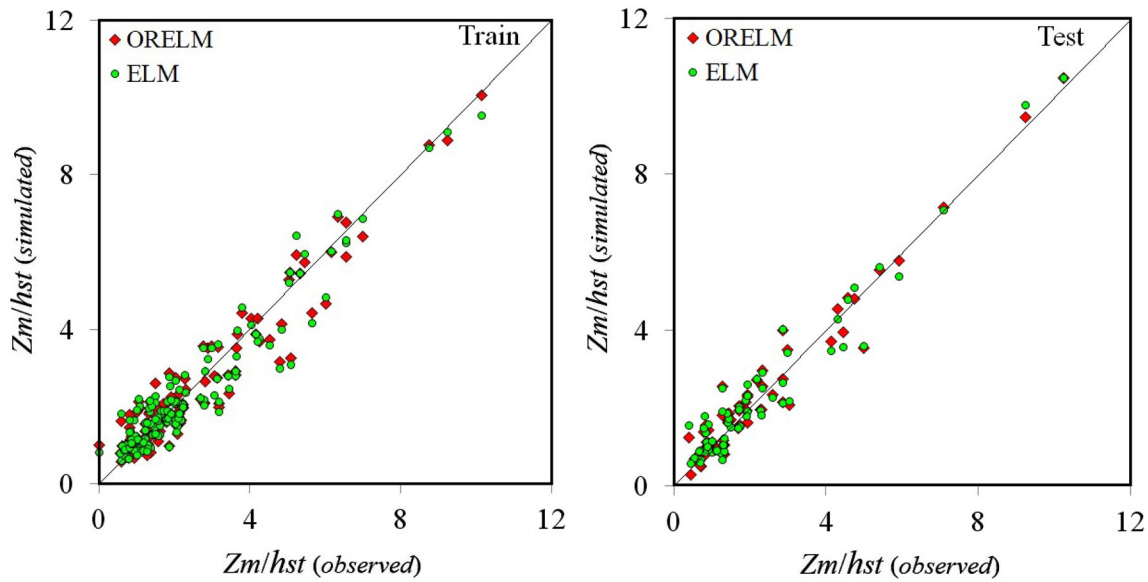 12
Train
ORELM
ELM
8
4
0
Zm/hst (simulated)
0 4 8 12
Zm/hst (observed)
12
Test
ORELM
ELM
8
4
0
Zm/hst (simulated)
0 4 8 12
Zm/hst (observed)